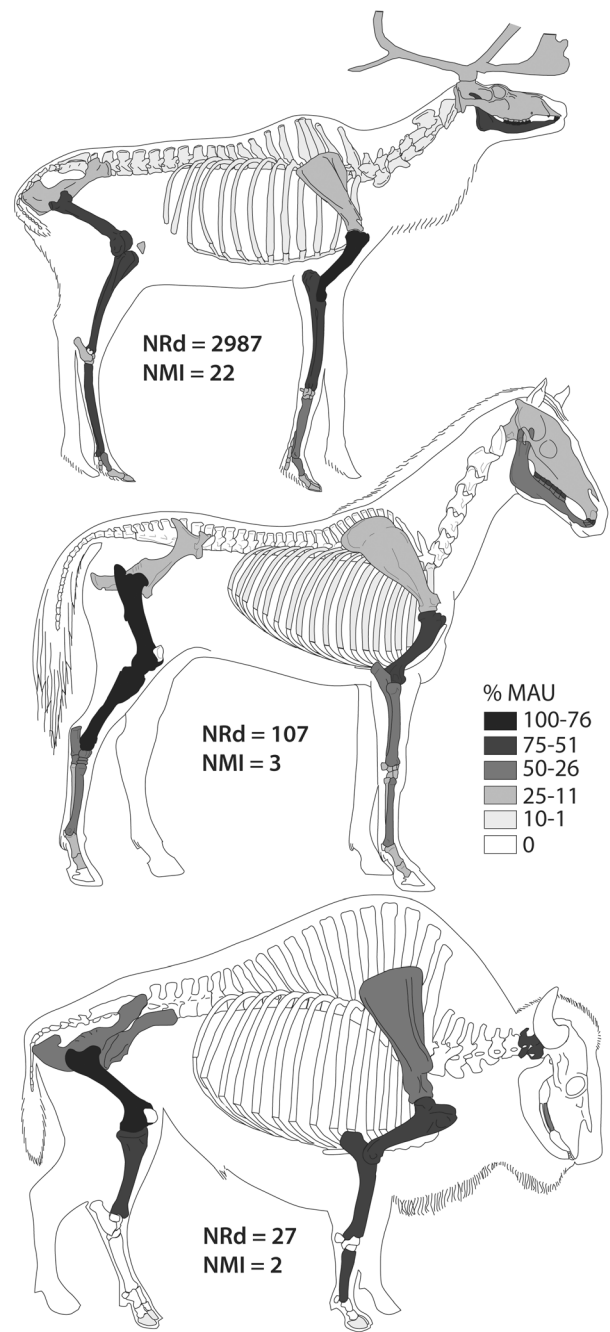 NRd = 2987
NMI = 22
NRd = 107
NMI = 3
% MAU
100-76
75-51
50-26
25-11
10-1
0
NRd = 27
NMI = 2